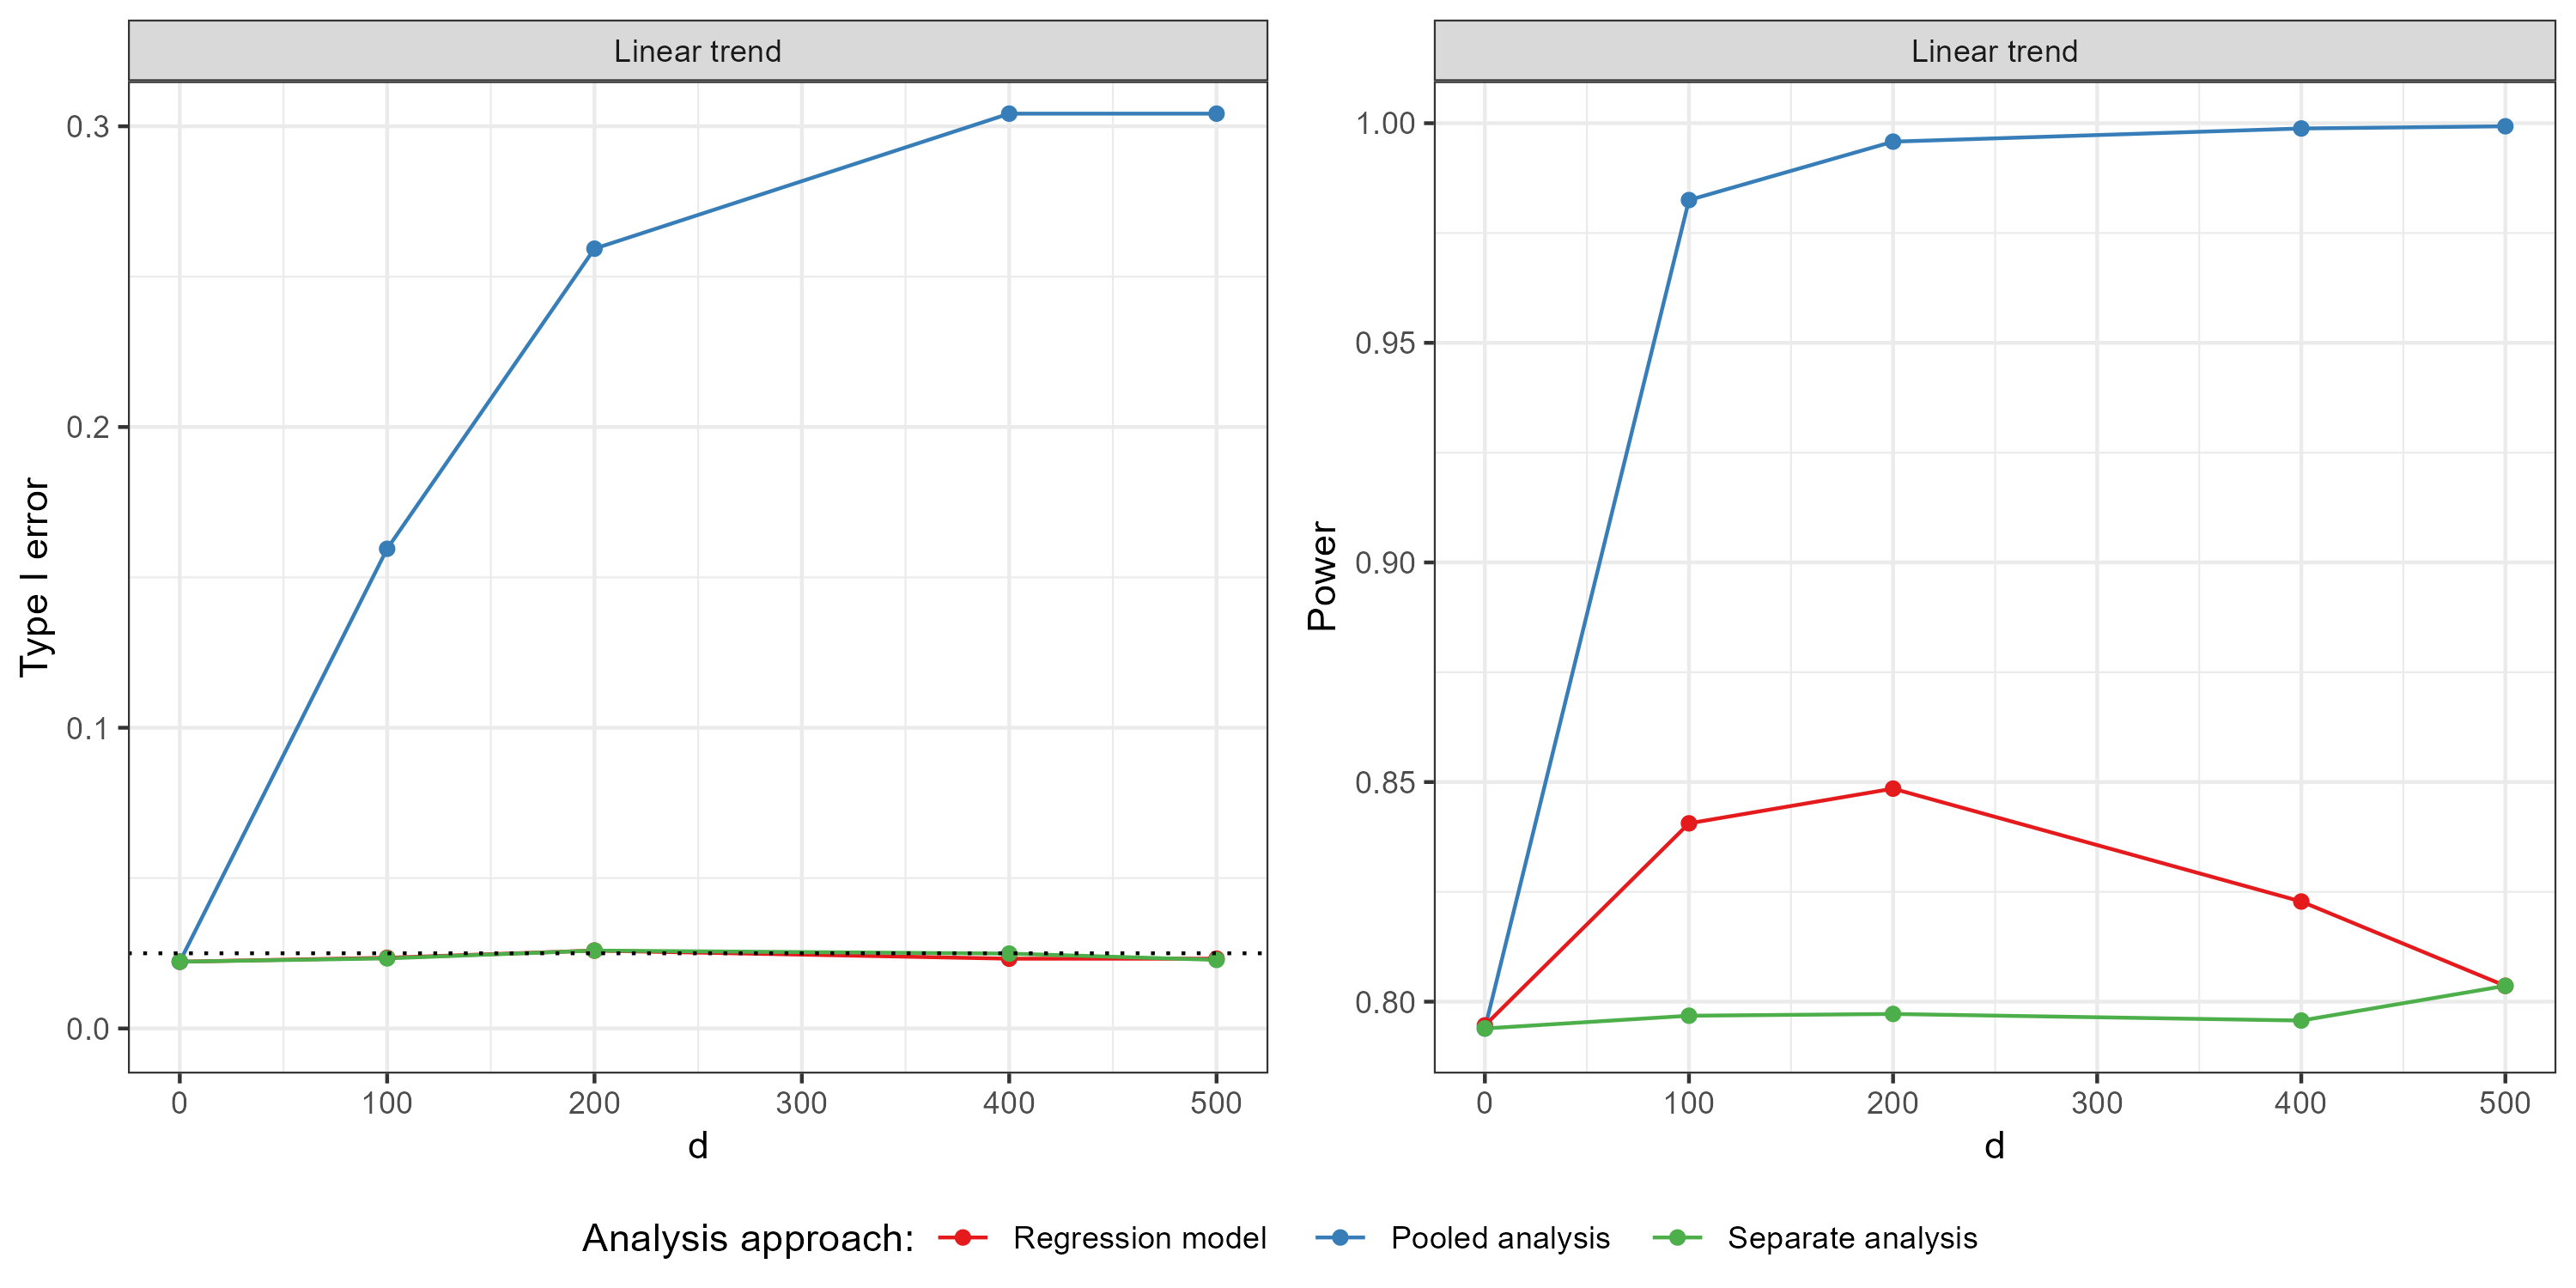 Linear trend
Type I error
0.3
0.2
0.1
0.0
0 100 200 300 400 500
d
Linear trend
Power
1.00
0.95
0.90
0.85
0.80
0 100 200 300 400 500
d
Analysis approach: Regression model Pooled analysis Separate analysis